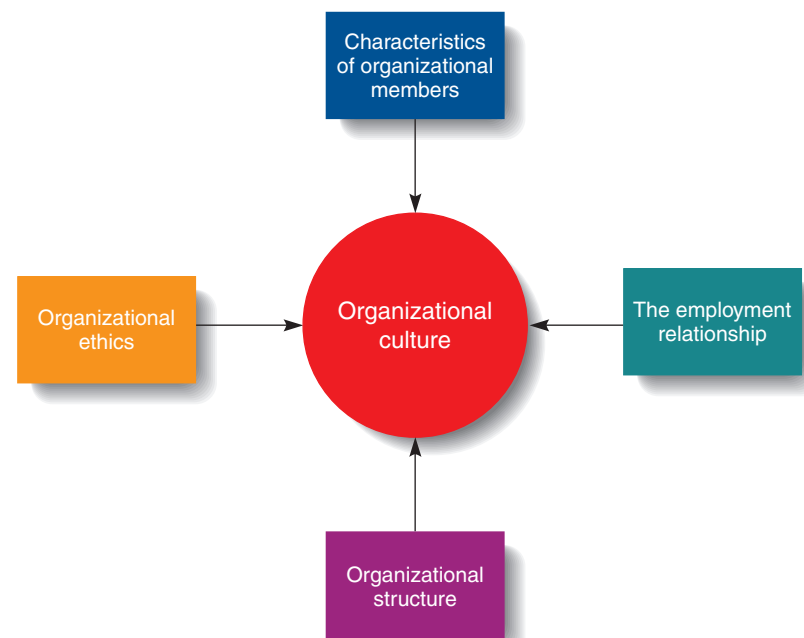 Characteristics
of organizational
members
Organizational
ethics
Organizational
culture
The employment
relationship
Organizational
structure